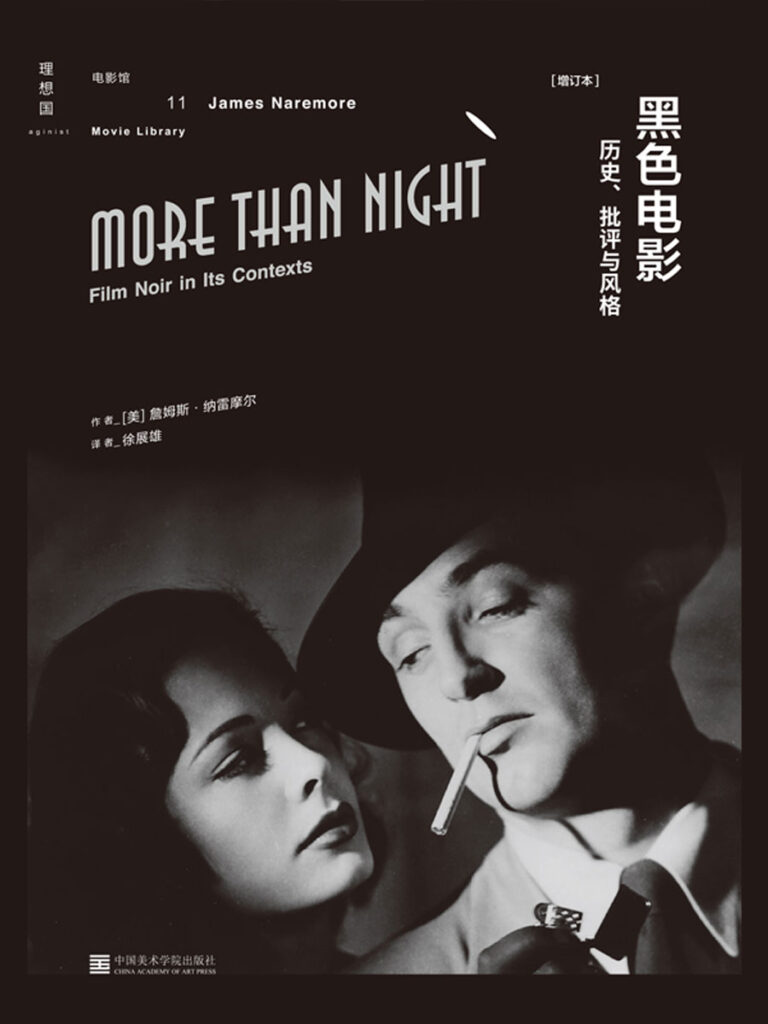 理想国
aginist
电影馆
11 James Naremore
Movie Library
[增订本]
黑色电影
历史、批评与风格
MORE THAN NIGHT
Film Noir in Its Contexts
作者_[美]詹姆斯·纳雷摩尔
译者_徐展雄
中国美术学院出版社
CHINA ACADEMY OF ART PRESS